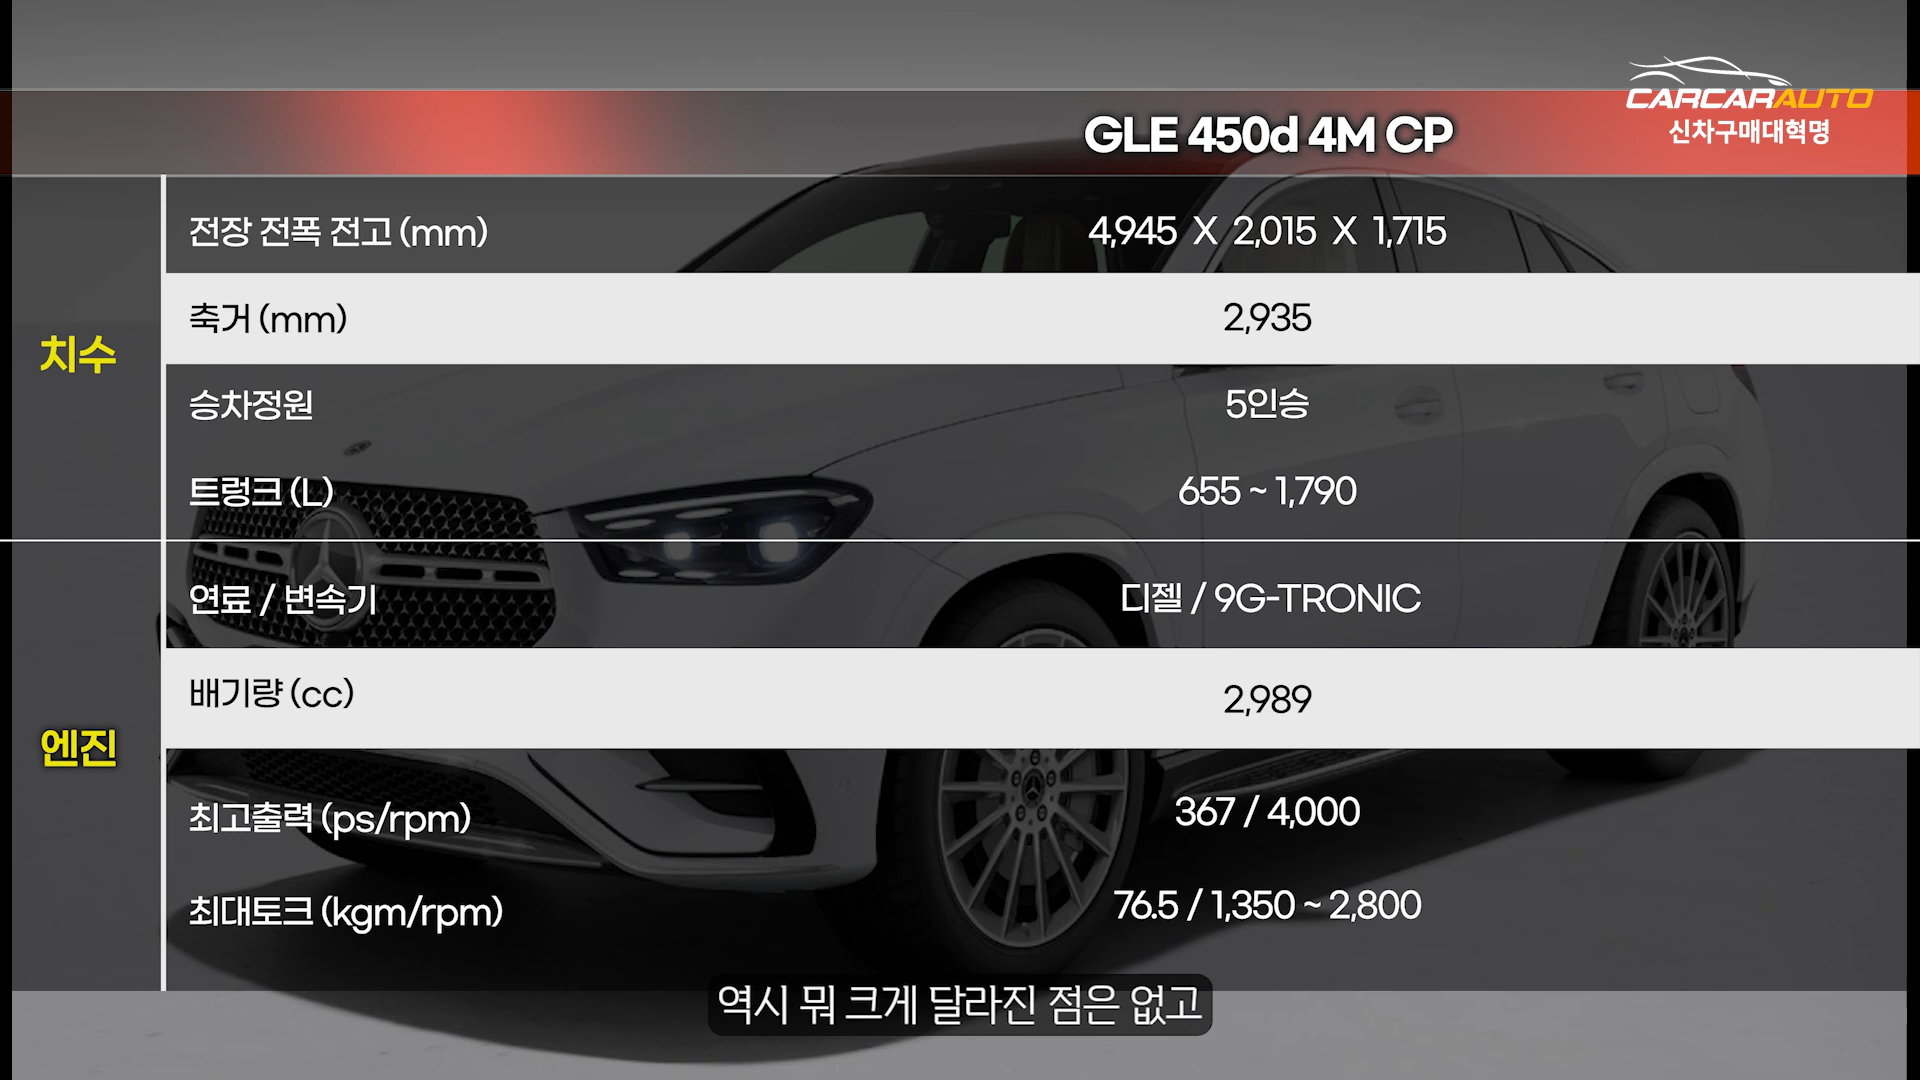 CARCARAUTO
신차구매대혁명
GLE 450d 4M CP
치수
전장 전폭 전고 (mm) 4,945 X 2,015 X 1,715
축거 (mm) 2,935
승차정원 5인승
트렁크 (L) 655 ~ 1,790
엔진
연료 / 변속기 디젤 / 9G-TRONIC
배기량 (cc) 2,989
최고출력 (ps/rpm) 367 / 4,000
최대토크 (kgm/rpm) 76.5 / 1,350 ~ 2,800
역시 뭐 크게 달라진 점은 없고